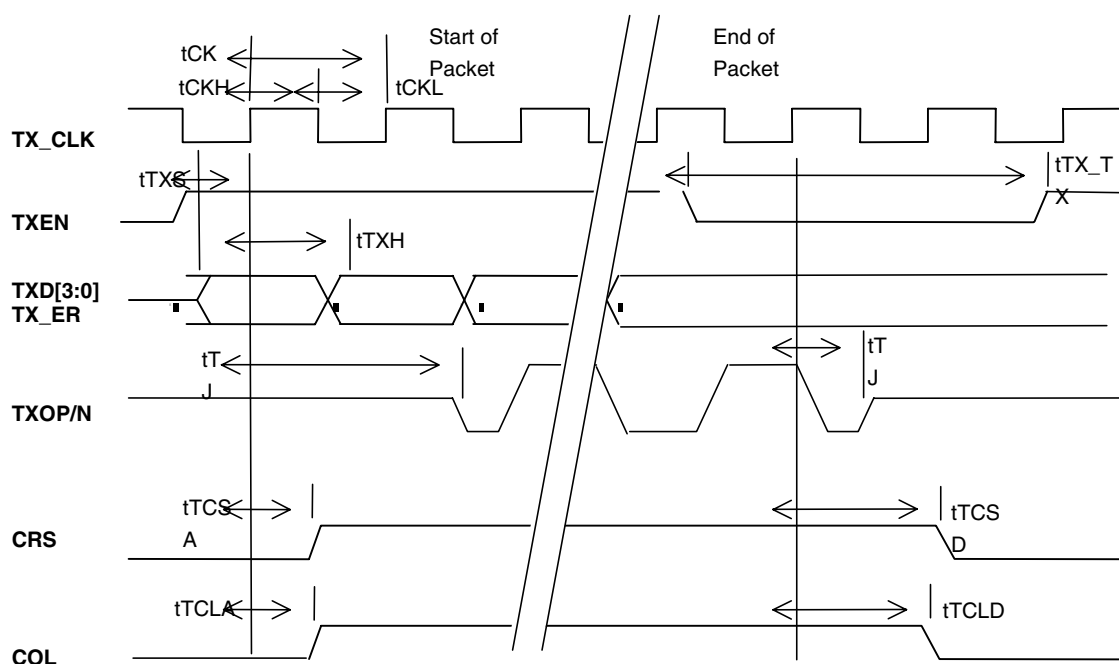 Start of
Packet
End of
Packet
tCK
tCKH
tCKL
TX_CLK
tTXS
tTX_T
X
TXEN
tTXH
TXD[3:0]
TX_ER
tT
J
tT
J
TXOP/N
tTCS
A
tTCS
D
CRS
tTCLA
tTCLD
COL